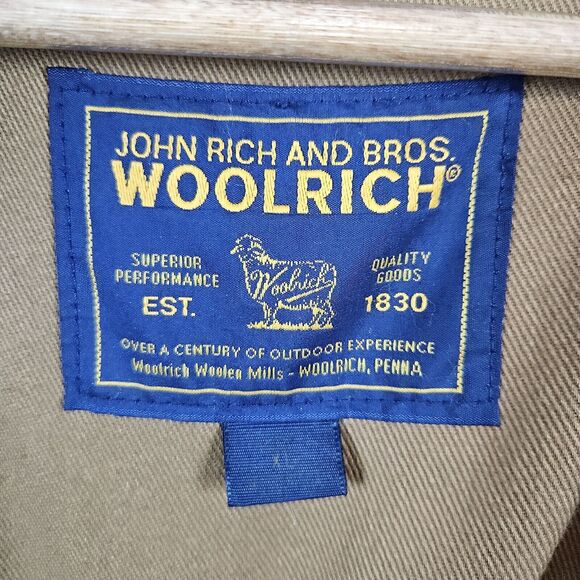 JOHN RICH AND BROS.
WOOLRICH®
SUPERIOR
PERFORMANCE
EST.
Woolrich
QUALITY
GOODS
1830
OVER A CENTURY OF OUTDOOR EXPERIENCE
Woolrich Woolen Mills - WOOLRICH, PENNA
XL